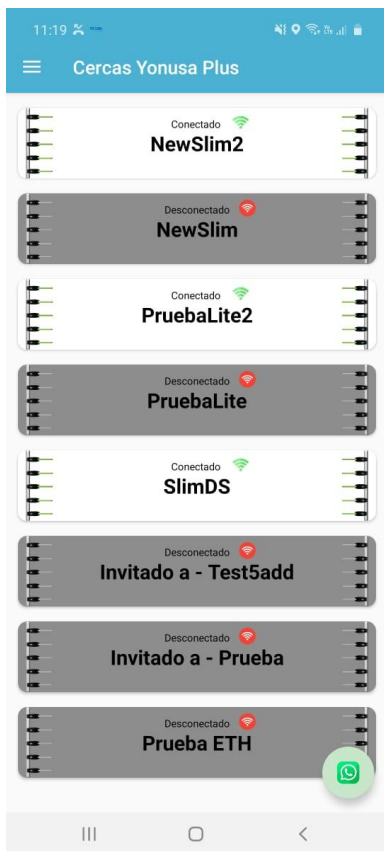 11:19
Cercas Yonusa Plus
Conectado
NewSlim2
Desconectado
NewSlim
Conectado
PruebaLite2
Desconectado
PruebaLite
Conectado
SlimDS
Desconectado
Invitado a - Test5add
Desconectado
Invitado a - Prueba
Desconectado
Prueba ETH